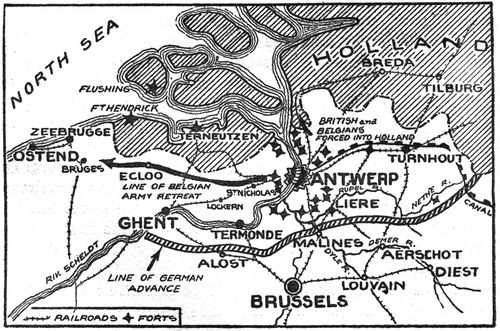 NORTH SEA
HOLLAND
BREDA
TILBURG
FLUSHING
FT HENDRICK
TERNEUTZEN
BRITISH and
BELGIANS
FORCED INTO HOLLAND
ZEEBRUGGE
OSTEND
BRUGES
TURNHOUT
ECLOO
LINE OF BELGIAN
ARMY RETREAT
ST NICHOLAS
ANTWERP
LOKERN
RUPEL R.
NETHE R.
LIERE
CANAL
GHENT
TERMONDE
MALINES
DEMER R.
DYLE R.
AERSCHOT
RIK SCHELDT
ALOST
DIEST
LINE OF GERMAN
ADVANCE
LOUVAIN
BRUSSELS
RAILROADS
FORTS